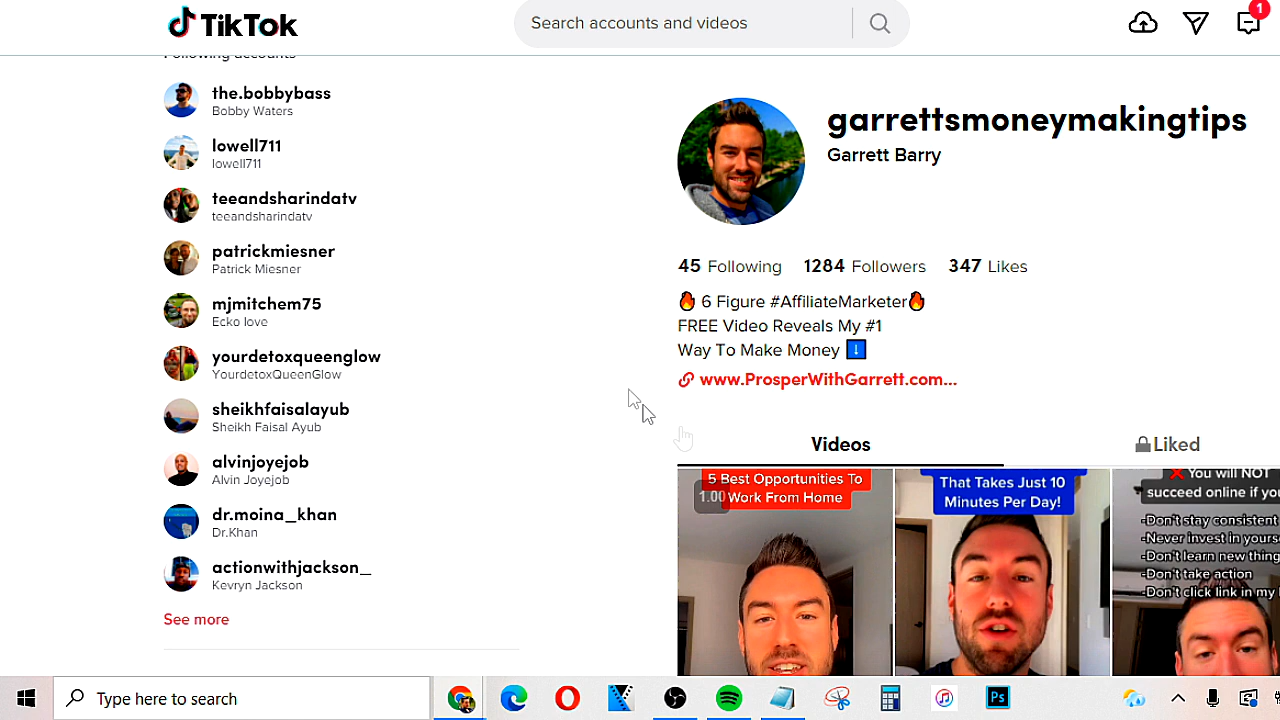 TikTok
Search accounts and videos
1
Following accounts
the.bobbybass
Bobby Waters
lowell711
lowell711
teeandsharindatv
teeandsharindatv
patrickmiesner
Patrick Miesner
mjmitchem75
Ecko love
yourdetoxqueenglow
YourdetoxQueenGlow
sheikhfaisalayub
Sheikh Faisal Ayub
alvinjoyejob
Alvin Joyejob
dr.moina_khan
Dr.Khan
actionwithjackson_
Kevryn Jackson
See more
garrettsmoneymakingtips
Garrett Barry
45 Following 1284 Followers 347 Likes
🔥 6 Figure #AffiliateMarketer🔥
FREE Video Reveals My #1
Way To Make Money ⬇
www.ProsperWithGarrett.com...
Videos
Liked
5 Best Opportunities To
Work From Home
1.00
That Takes Just 10
Minutes Per Day!
❌ You will NOT
succeed online if you
-Don't stay consistent
-Never invest in yours
-Don't learn new thing
-Don't take action
-Don't click link in my
Type here to search
Ps